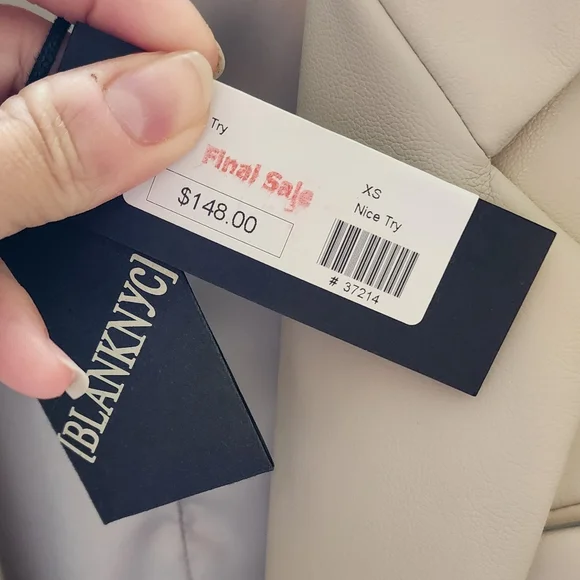 Try
Final Sale
$148.00
XS
Nice Try
# 37214
[BLANKNYC]